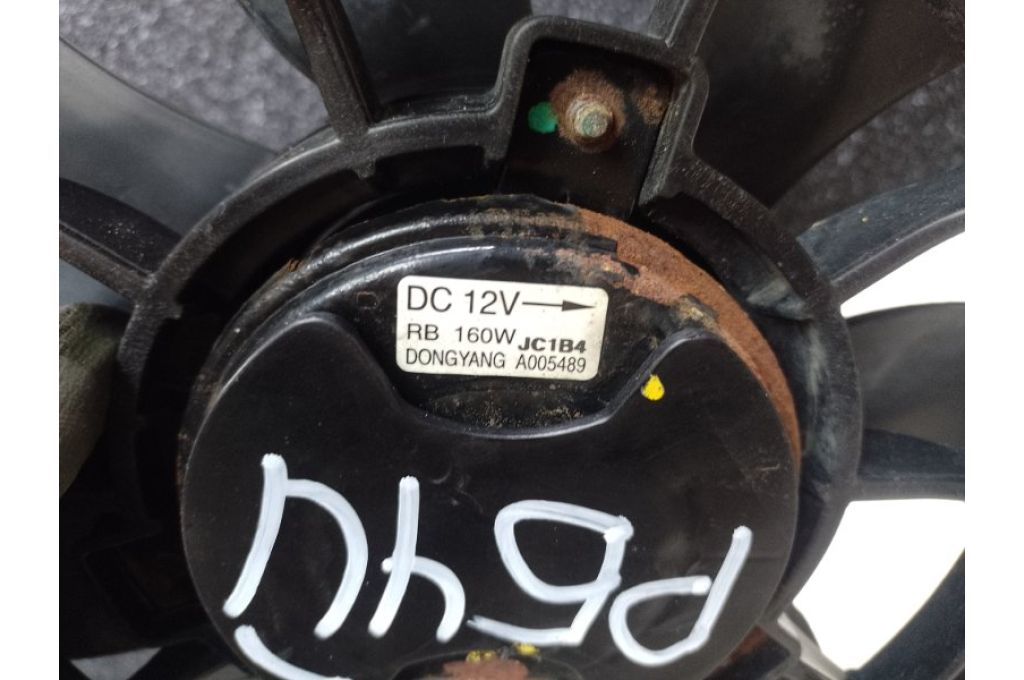 DC 12V
RB 160W JC1B4
DONGYANG A005489